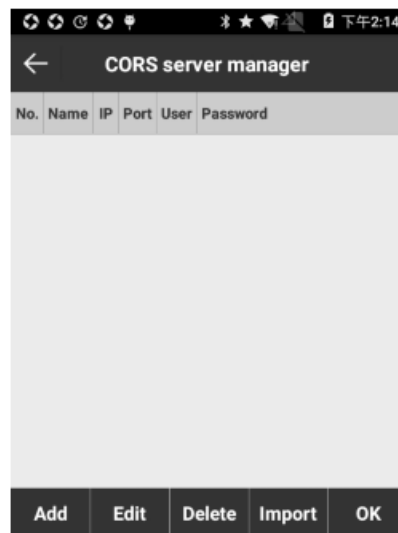 下午2:14
CORS server manager
No. Name IP Port User Password
Add Edit Delete Import OK